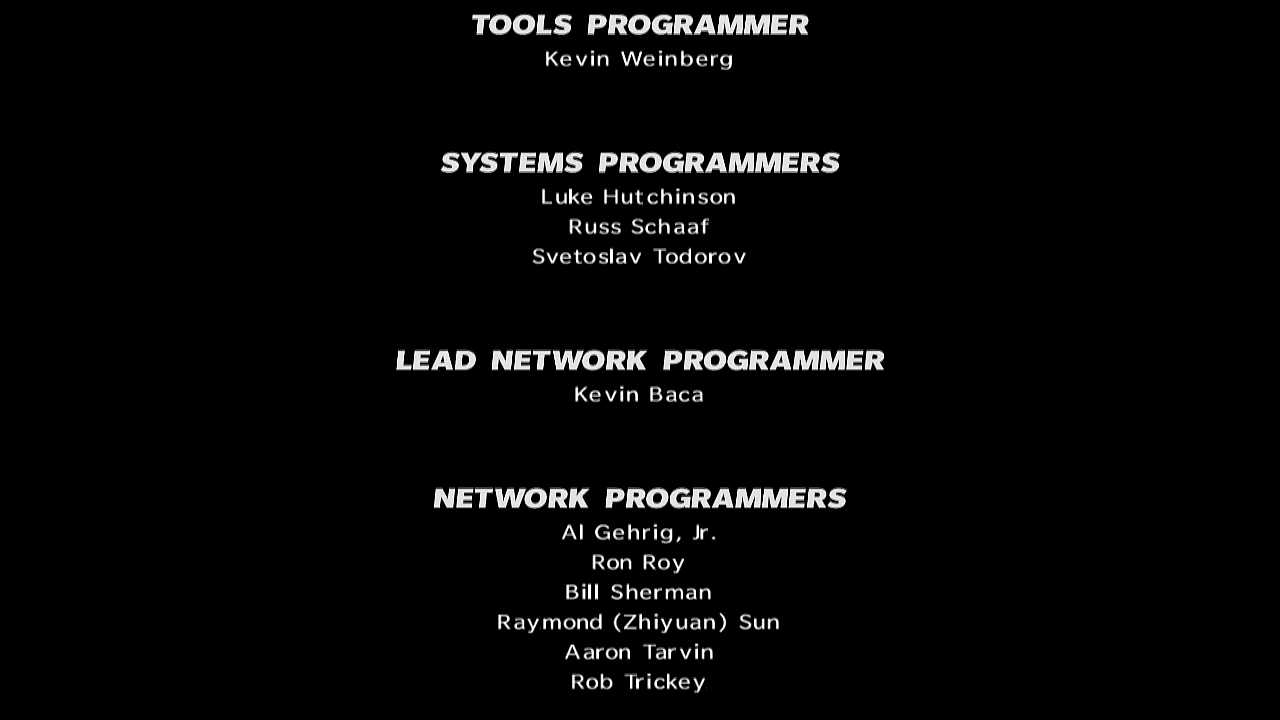 TOOLS PROGRAMMER
Kevin Weinberg
SYSTEMS PROGRAMMERS
Luke Hutchinson
Russ Schaaf
Svetoslav Todorov
LEAD NETWORK PROGRAMMER
Kevin Baca
NETWORK PROGRAMMERS
Al Gehrig, Jr.
Ron Roy
Bill Sherman
Raymond (Zhiyuan) Sun
Aaron Tarvin
Rob Trickey